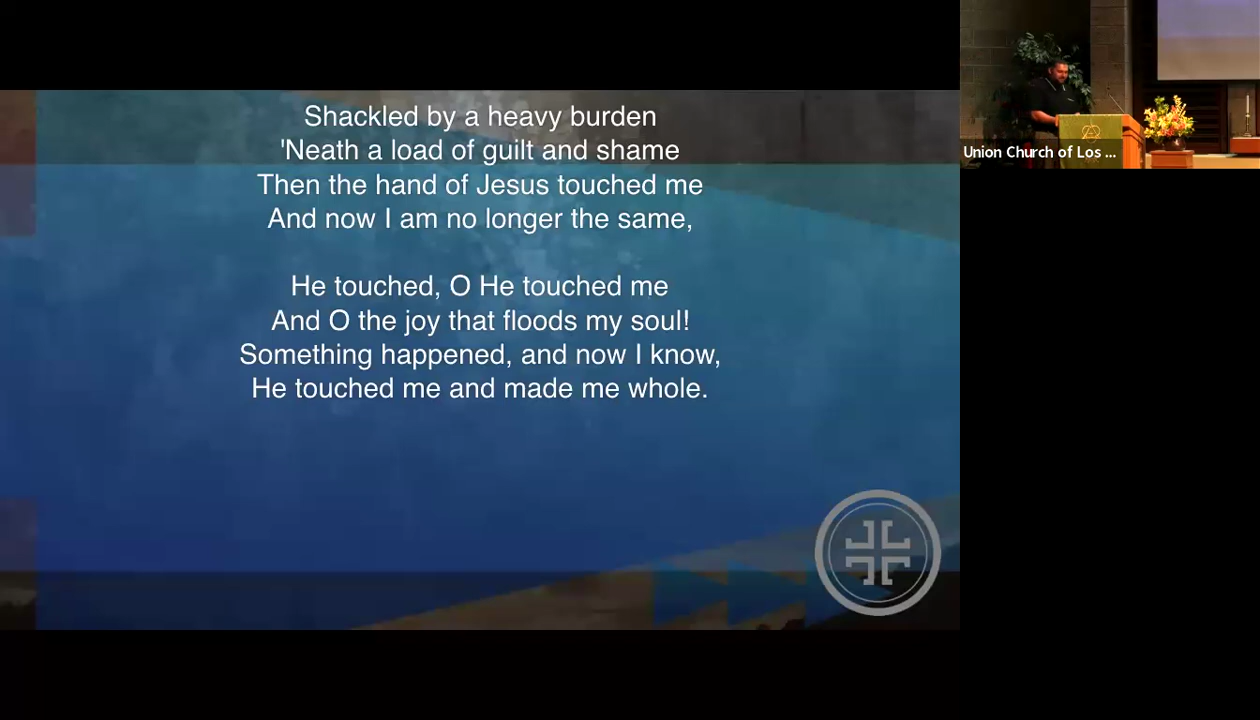 Shackled by a heavy burden
'Neath a load of guilt and shame
Then the hand of Jesus touched me
And now I am no longer the same,
He touched, O He touched me
And O the joy that floods my soul!
Something happened, and now I know,
He touched me and made me whole.
Union Church of Los ...